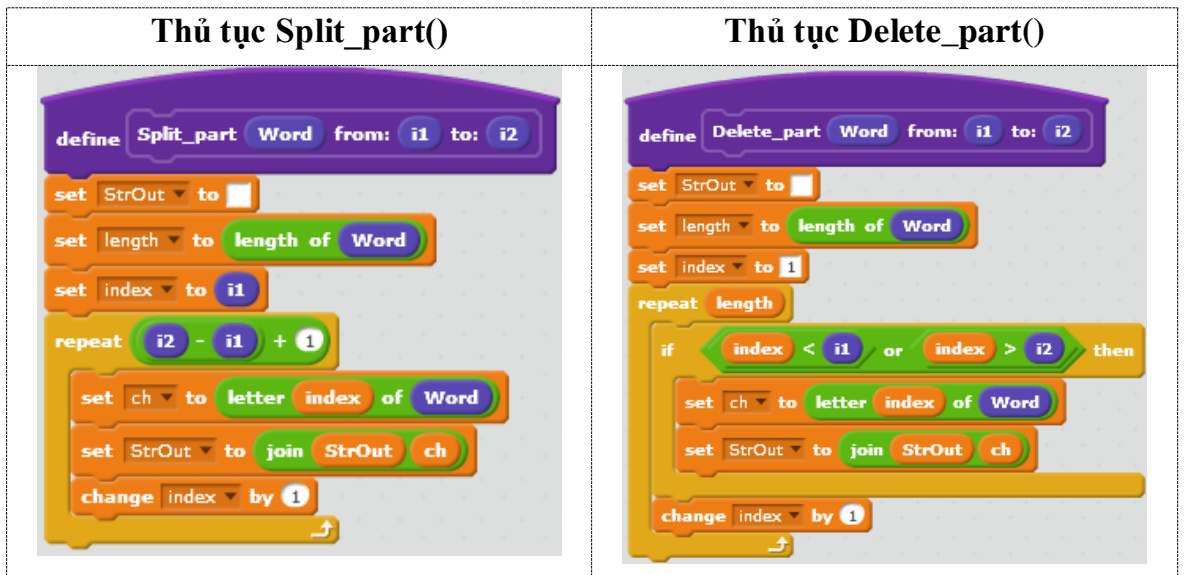 Thủ tục Split_part()
define Split_part Word from: i1 to: i2
set StrOut to
set length to length of Word
set index to i1
repeat i2 - i1 + 1
set ch to letter index of Word
set StrOut to join StrOut ch
change index by 1
Thủ tục Delete_part()
define Delete_part Word from: i1 to: i2
set StrOut to
set length to length of Word
set index to 1
repeat length
if index < i1 or index > i2 then
set ch to letter index of Word
set StrOut to join StrOut ch
change index by 1